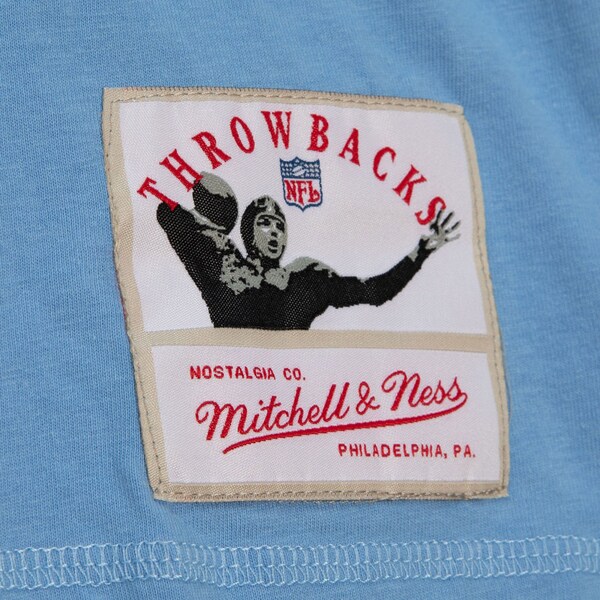 THROWBACKS
NFL
NOSTALGIA CO.
Mitchell & Ness
PHILADELPHIA, PA.